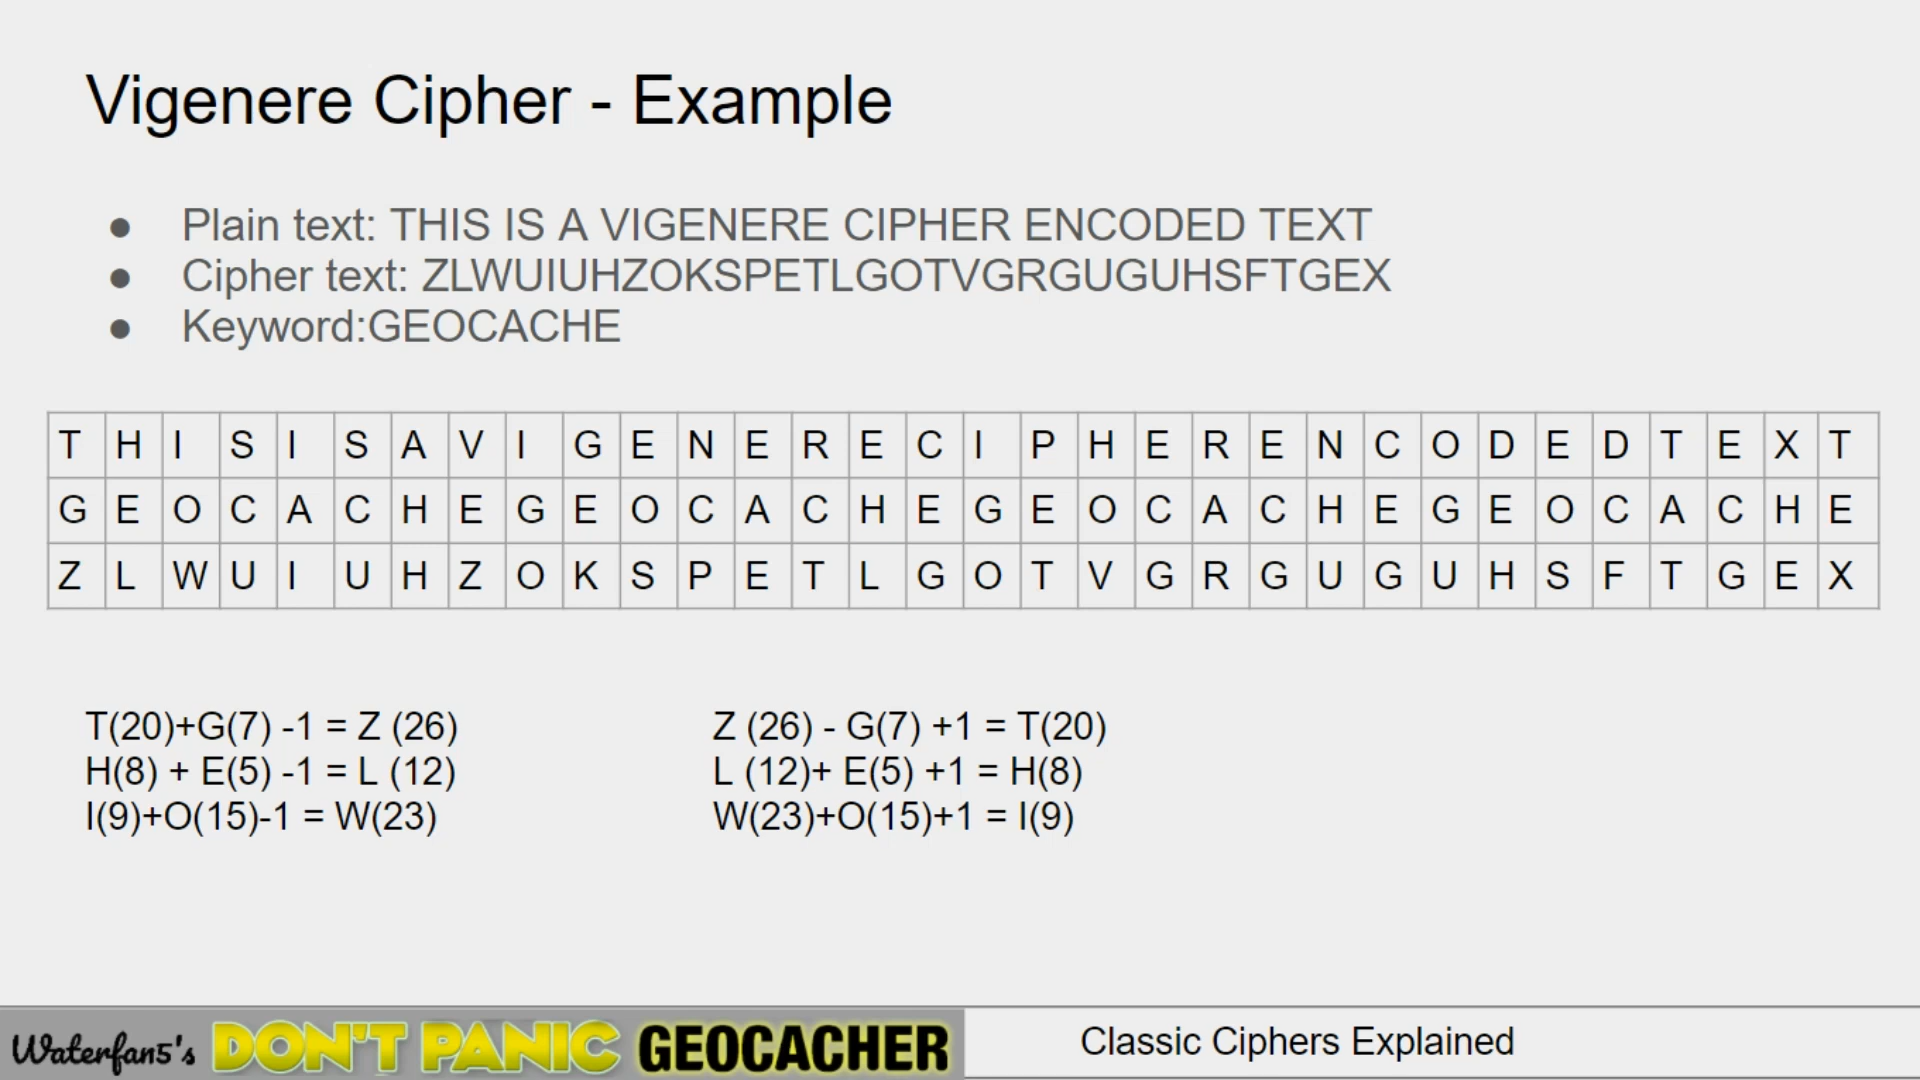 Vigenere Cipher - Example
● Plain text: THIS IS A VIGENERE CIPHER ENCODED TEXT
● Cipher text: ZLWUIUHZOKSPETLGOTVGRGUGUHSFTGEX
● Keyword:GEOCACHE
T H I S I S A V I G E N E R E C I P H E R E N C O D E D T E X T
G E O C A C H E G E O C A C H E G E O C A C H E G E O C A C H E
Z L W U I U H Z O K S P E T L G O T V G R G U G U H S F T G E X
T(20)+G(7) -1 = Z (26)
H(8) + E(5) -1 = L (12)
I(9)+O(15)-1 = W(23)
Z (26) - G(7) +1 = T(20)
L (12)+ E(5) +1 = H(8)
W(23)+O(15)+1 = I(9)
Waterfan5's DON'T PANIC GEOCACHER
Classic Ciphers Explained